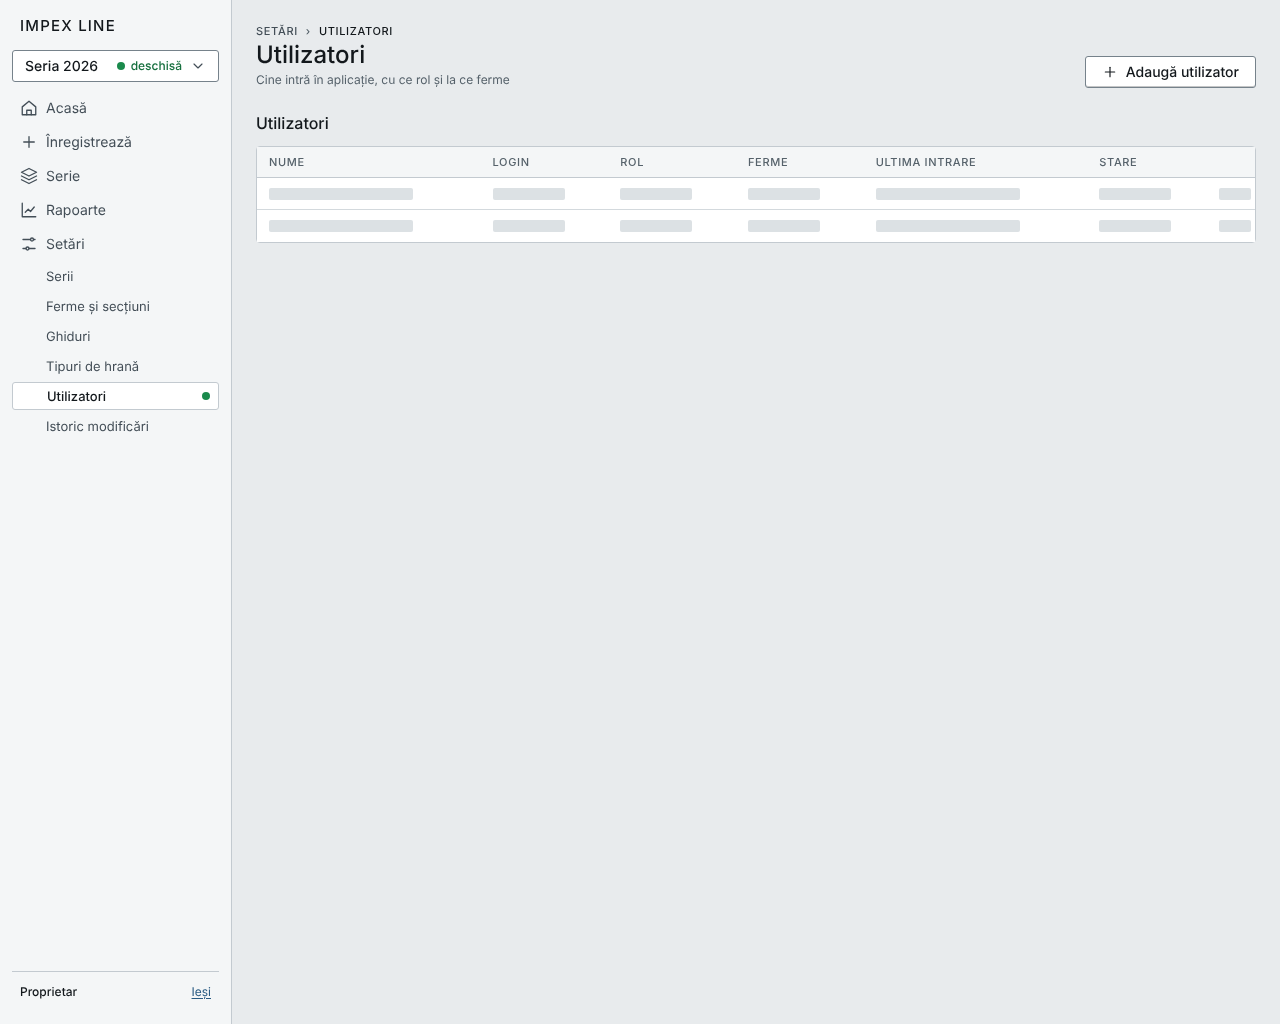 IMPEX LINE
Seria 2026 deschisă
Acasă
Înregistrează
Serie
Rapoarte
Setări
Serii
Ferme și secțiuni
Ghiduri
Tipuri de hrană
Utilizatori
Istoric modificări
Proprietar Ieși
SETĂRI › UTILIZATORI
Utilizatori
Cine intră în aplicație, cu ce rol și la ce ferme
Adaugă utilizator
Utilizatori
NUME LOGIN ROL FERME ULTIMA INTRARE STARE